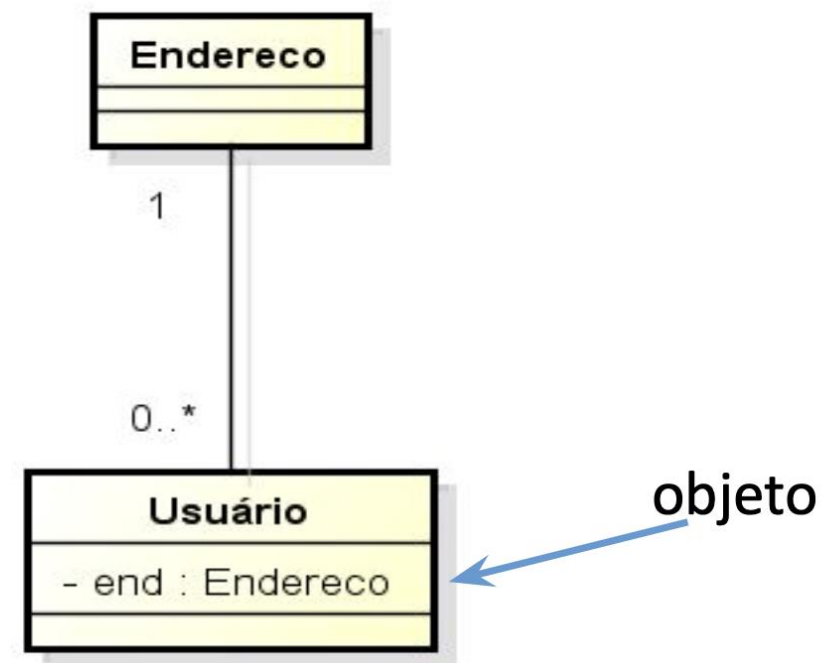 Endereco
1
0..*
Usuário
objeto
- end : Endereco